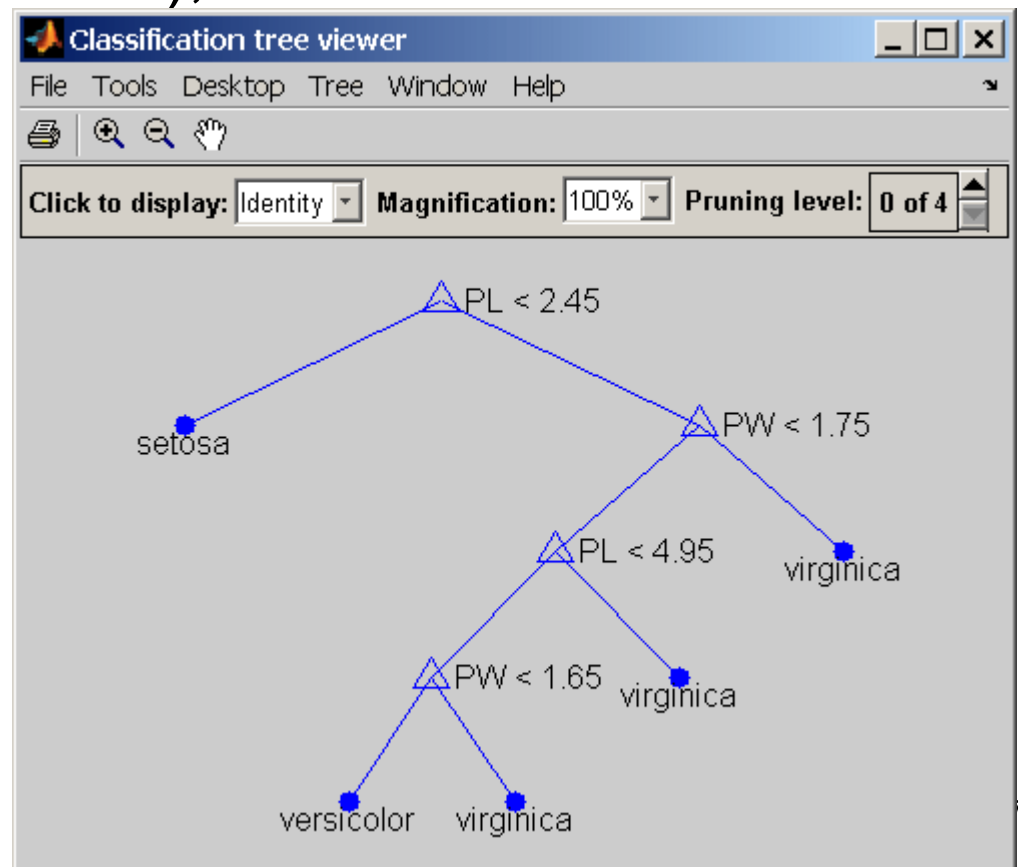 Classification tree viewer
File Tools Desktop Tree Window Help
Click to display: Identity Magnification: 100% Pruning level: 0 of 4
PL < 2.45
setosa
PW < 1.75
PL < 4.95
virginica
PW < 1.65
virginica
versicolor virginica